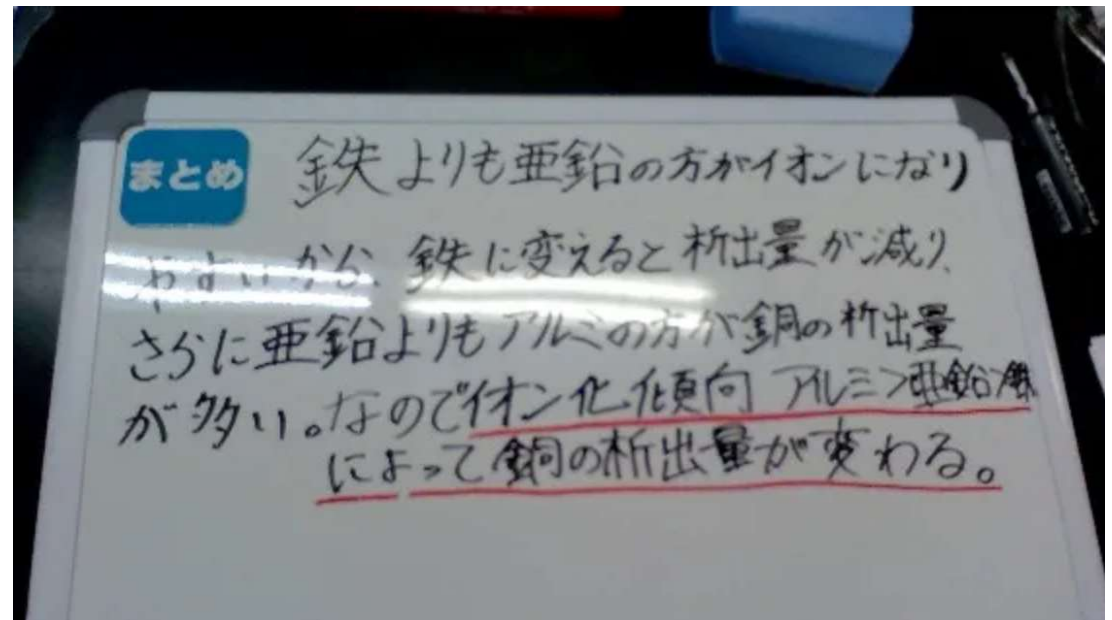 まとめ
鉄よりも亜鉛の方がイオンになり
やすいから、鉄に変えると析出量が減り、
さらに亜鉛よりもアルミの方が銅の析出量
が多い。なのでイオン化傾向 アルミ>亜鉛>鉄
によって銅の析出量が変わる。